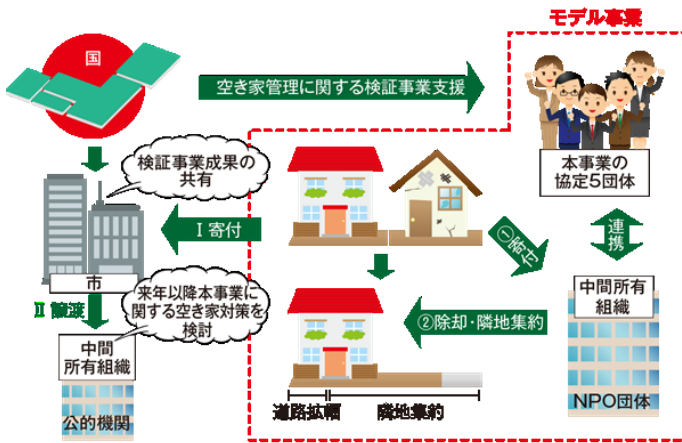 モデル事業
国
空き家管理に関する検証事業支援
本事業の
協定5団体
検証事業成果の
共有
Ⅰ寄付
①寄付
連携
市
中間所有
組織
Ⅱ譲渡
来年以降本事業に
関する空き家対策を
検討
②除却・隣地集約
中間
所有組織
公的機関
NPO団体
道路拡幅
隣地集約